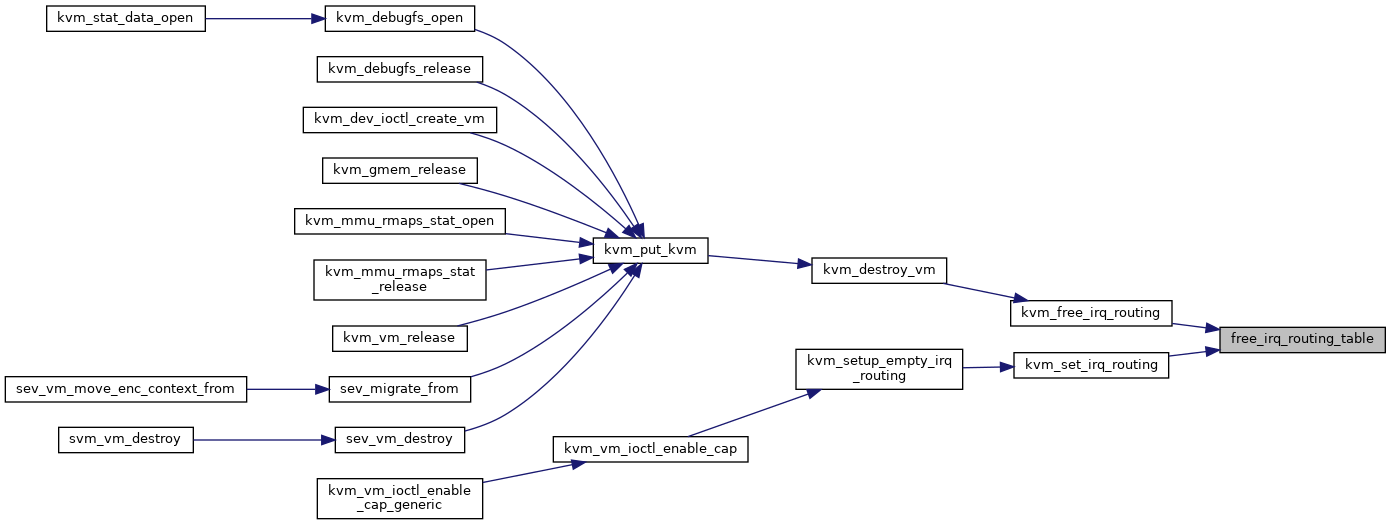 kvm_stat_data_open
kvm_debugfs_open
kvm_debugfs_release
kvm_dev_ioctl_create_vm
kvm_gmem_release
kvm_mmu_rmaps_stat_open
kvm_put_kvm
kvm_mmu_rmaps_stat
_release
kvm_destroy_vm
kvm_free_irq_routing
kvm_vm_release
free_irq_routing_table
kvm_setup_empty_irq
_routing
kvm_set_irq_routing
sev_vm_move_enc_context_from
sev_migrate_from
svm_vm_destroy
sev_vm_destroy
kvm_vm_ioctl_enable_cap
kvm_vm_ioctl_enable
_cap_generic